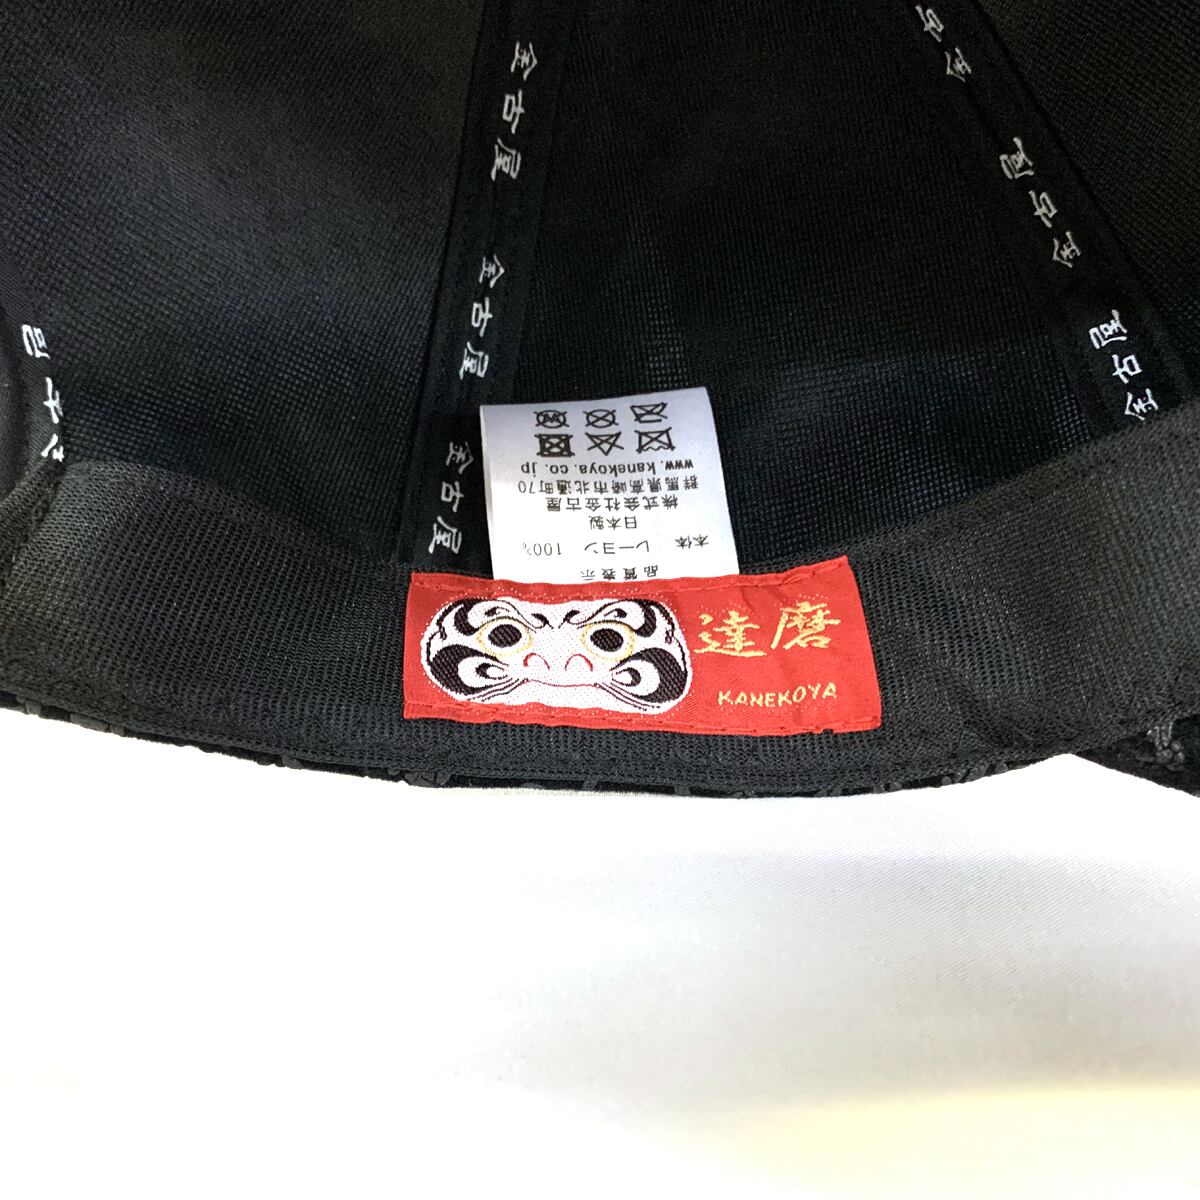 金古屋
金古屋
金古屋
古
金
金古屋
金古屋
達磨
KANEKOYA
品質表示
本体 レーヨン 100%
日本製
株式会社金古屋
群馬県高崎市北通町70
www.kanekoya.co.jp